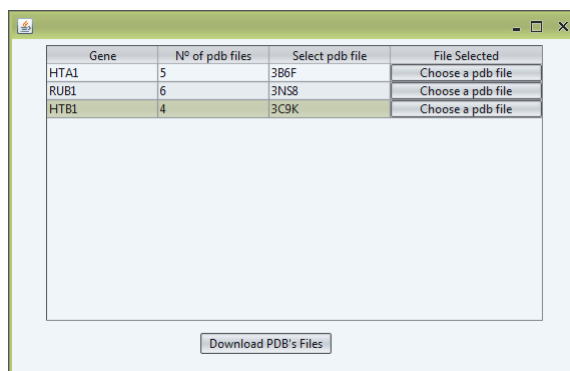 Gene Nº of pdb files Select pdb file File Selected
HTA1 5 3B6F Choose a pdb file
RUB1 6 3NS8 Choose a pdb file
HTB1 4 3C9K Choose a pdb file
Download PDB's Files